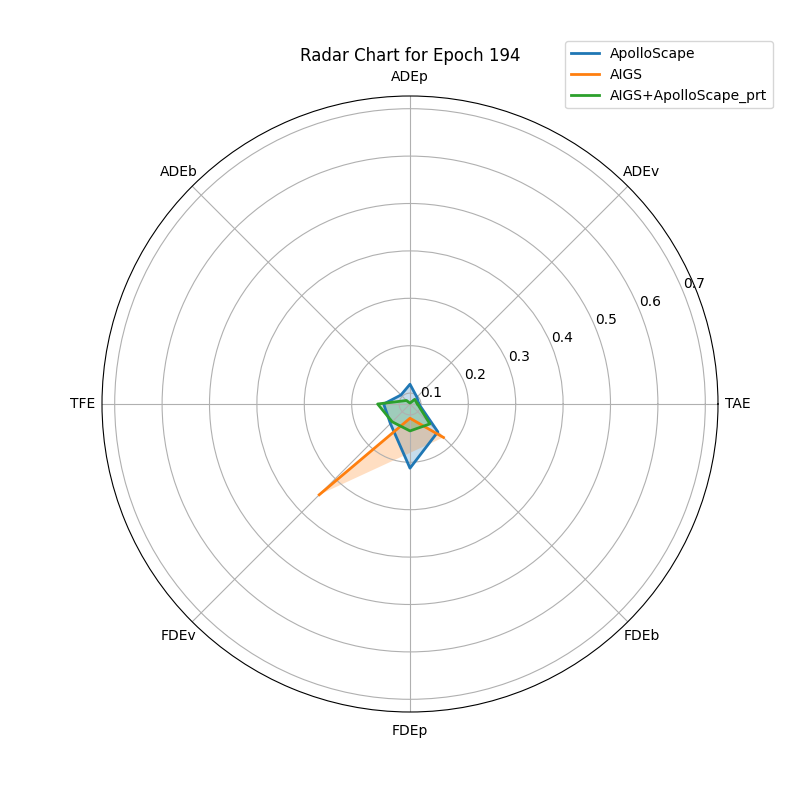 Radar Chart for Epoch 194
ApolloScape
AIGS
AIGS+ApolloScape_prt
ADEp
ADEb
ADEv
0.7
0.6
0.5
0.4
0.3
0.2
0.1
TFE
TAE
FDEv
FDEb
FDEp